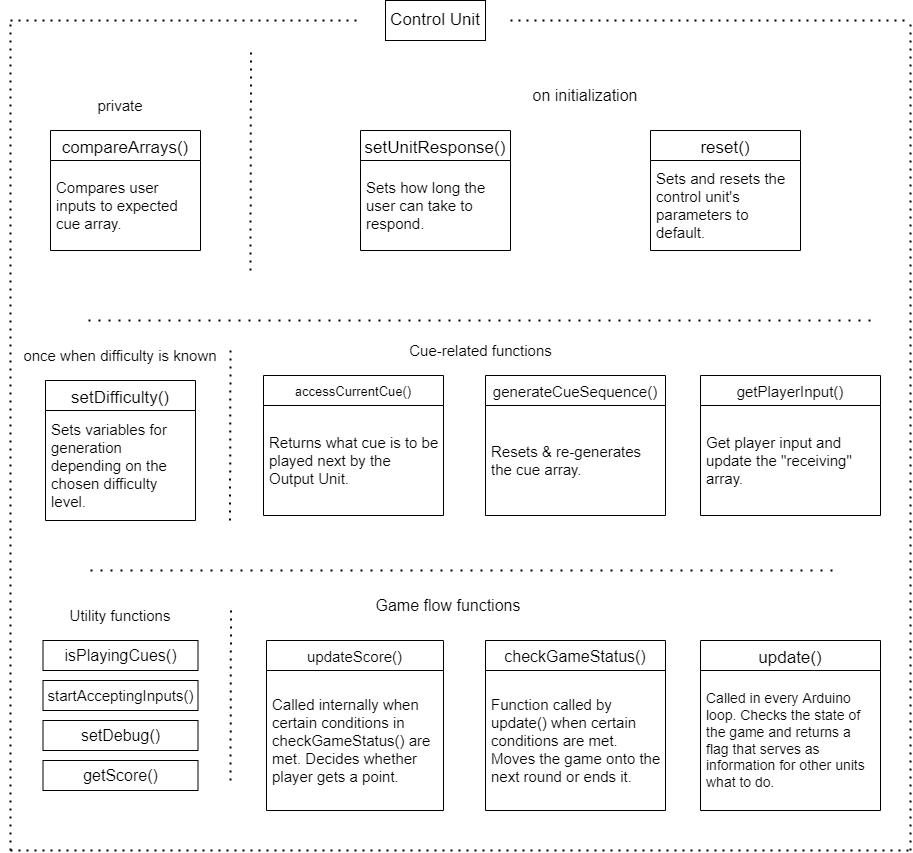 Control Unit
private
compareArrays()
Compares user
inputs to expected
cue array.
on initialization
setUnitResponse()
Sets how long the
user can take to
respond.
reset()
Sets and resets the
control unit's
parameters to
default.
once when difficulty is known
setDifficulty()
Sets variables for
generation
depending on the
chosen difficulty
level.
Cue-related functions
accessCurrentCue()
Returns what cue is to be
played next by the
Output Unit.
generateCueSequence()
Resets & re-generates
the cue array.
getPlayerInput()
Get player input and
update the "receiving"
array.
Utility functions
isPlayingCues()
startAcceptingInputs()
setDebug()
getScore()
Game flow functions
updateScore()
Called internally when
certain conditions in
checkGameStatus() are
met. Decides whether
player gets a point.
checkGameStatus()
Function called by
update() when certain
conditions are met.
Moves the game onto the
next round or ends it.
update()
Called in every Arduino
loop. Checks the state of
the game and returns a
flag that serves as
information for other units
what to do.